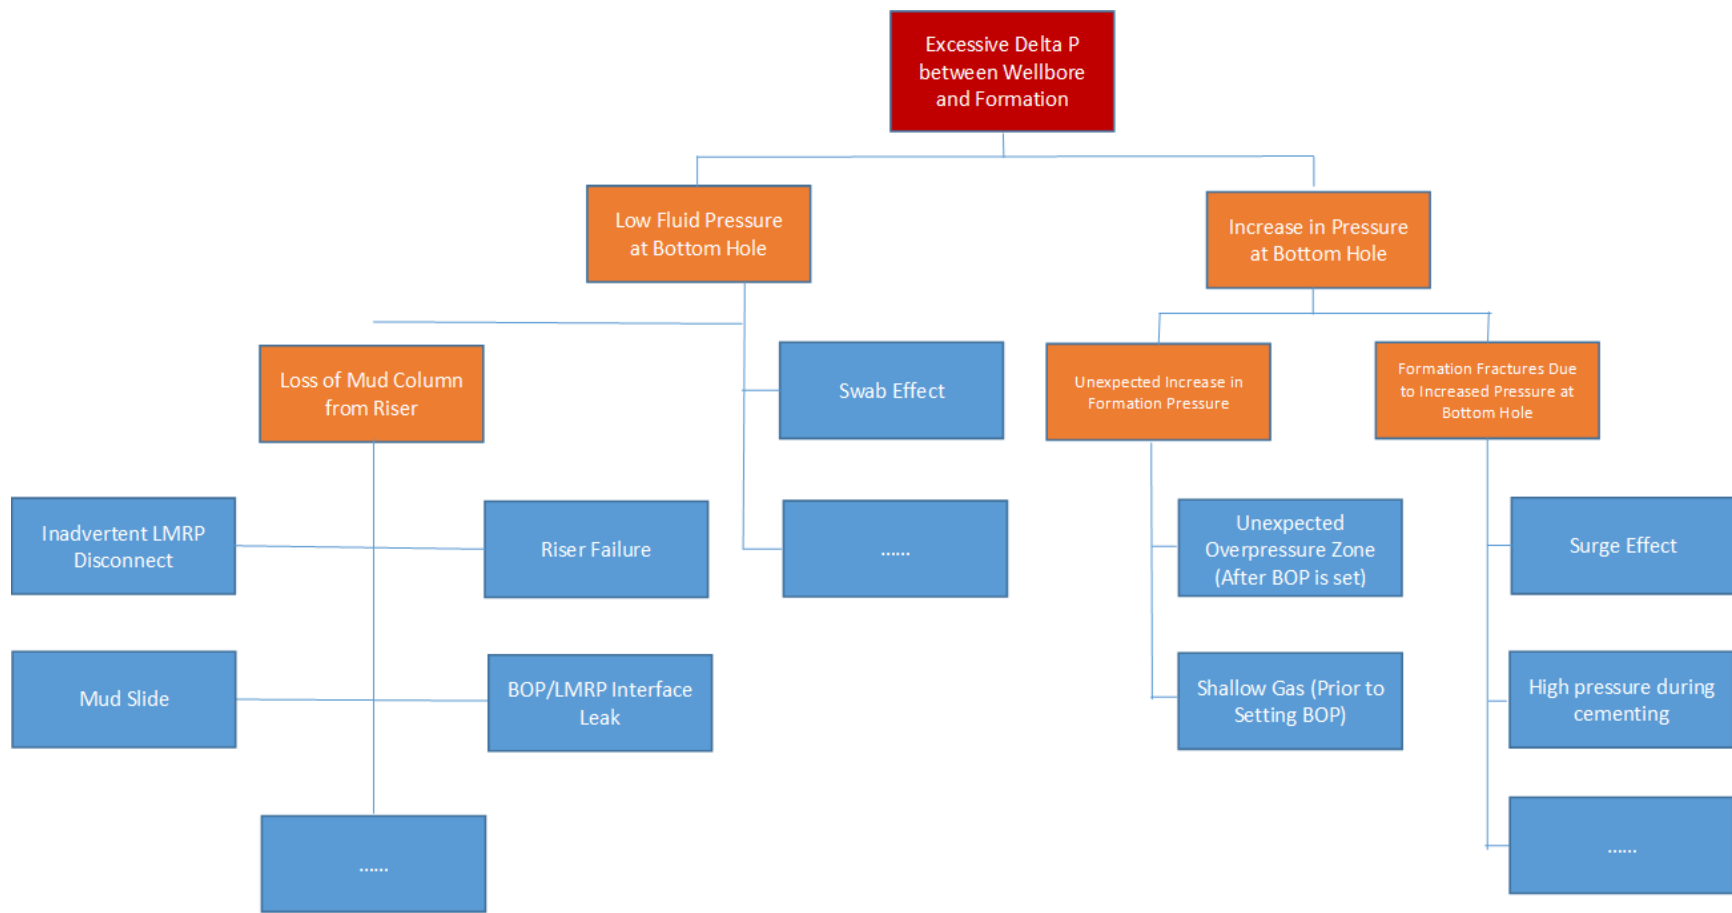 Excessive Delta P
between Wellbore
and Formation
Low Fluid Pressure
at Bottom Hole
Increase in Pressure
at Bottom Hole
Loss of Mud Column
from Riser
Swab Effect
Unexpected Increase in
Formation Pressure
Formation Fractures Due
to Increased Pressure at
Bottom Hole
Inadvertent LMRP
Disconnect
Riser Failure
......
Unexpected
Overpressure Zone
(After BOP is set)
Surge Effect
Mud Slide
BOP/LMRP Interface
Leak
Shallow Gas (Prior to
Setting BOP)
High pressure during
cementing
......
......